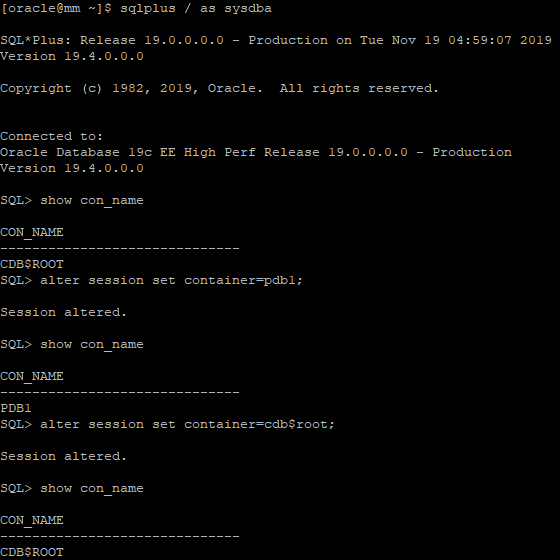 [oracle@mm ~]$ sqlplus / as sysdba
SQL*Plus: Release 19.0.0.0.0 - Production on Tue Nov 19 04:59:07 2019
Version 19.4.0.0.0
Copyright (c) 1982, 2019, Oracle.  All rights reserved.
Connected to:
Oracle Database 19c EE High Perf Release 19.0.0.0.0 - Production
Version 19.4.0.0.0
SQL> show con_name
CON_NAME
------------------------------
CDB$ROOT
SQL> alter session set container=pdb1;
Session altered.
SQL> show con_name
CON_NAME
------------------------------
PDB1
SQL> alter session set container=cdb$root;
Session altered.
SQL> show con_name
CON_NAME
------------------------------
CDB$ROOT